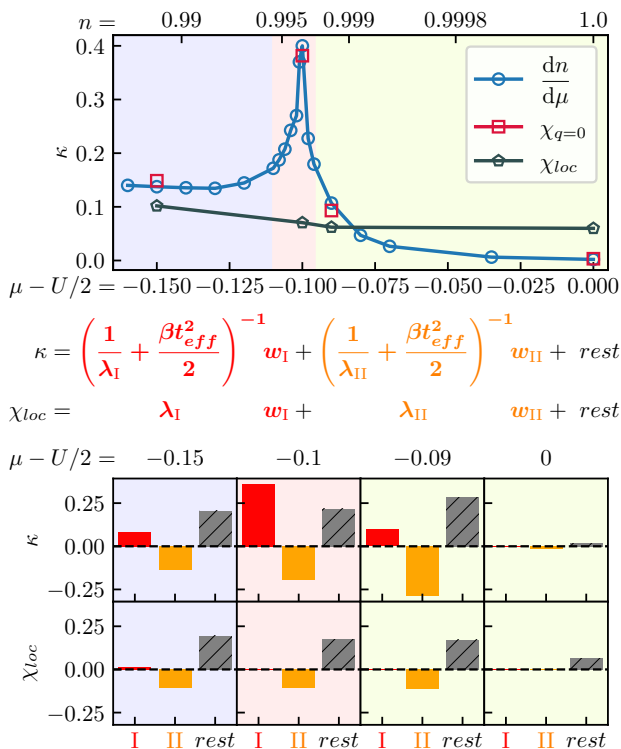 n = 0.99 0.995 0.999 0.9998 1.0
0.4
0.3
0.2
0.1
0.0
κ
dn/dμ
χ_{q=0}
χ_{loc}
μ − U/2 = −0.150 −0.125 −0.100 −0.075 −0.050 −0.025 0.000
κ = (1/λ_I + βt²_{eff}/2)^{−1} w_I + (1/λ_II + βt²_{eff}/2)^{−1} w_II + rest
χ_{loc} = λ_I w_I + λ_II w_II + rest
μ − U/2 = −0.15 −0.1 −0.09 0
κ
0.25
0.00
−0.25
χ_{loc}
0.25
0.00
−0.25
I II rest I II rest I II rest I II rest